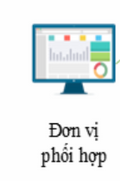 Đơn vị
phối hợp